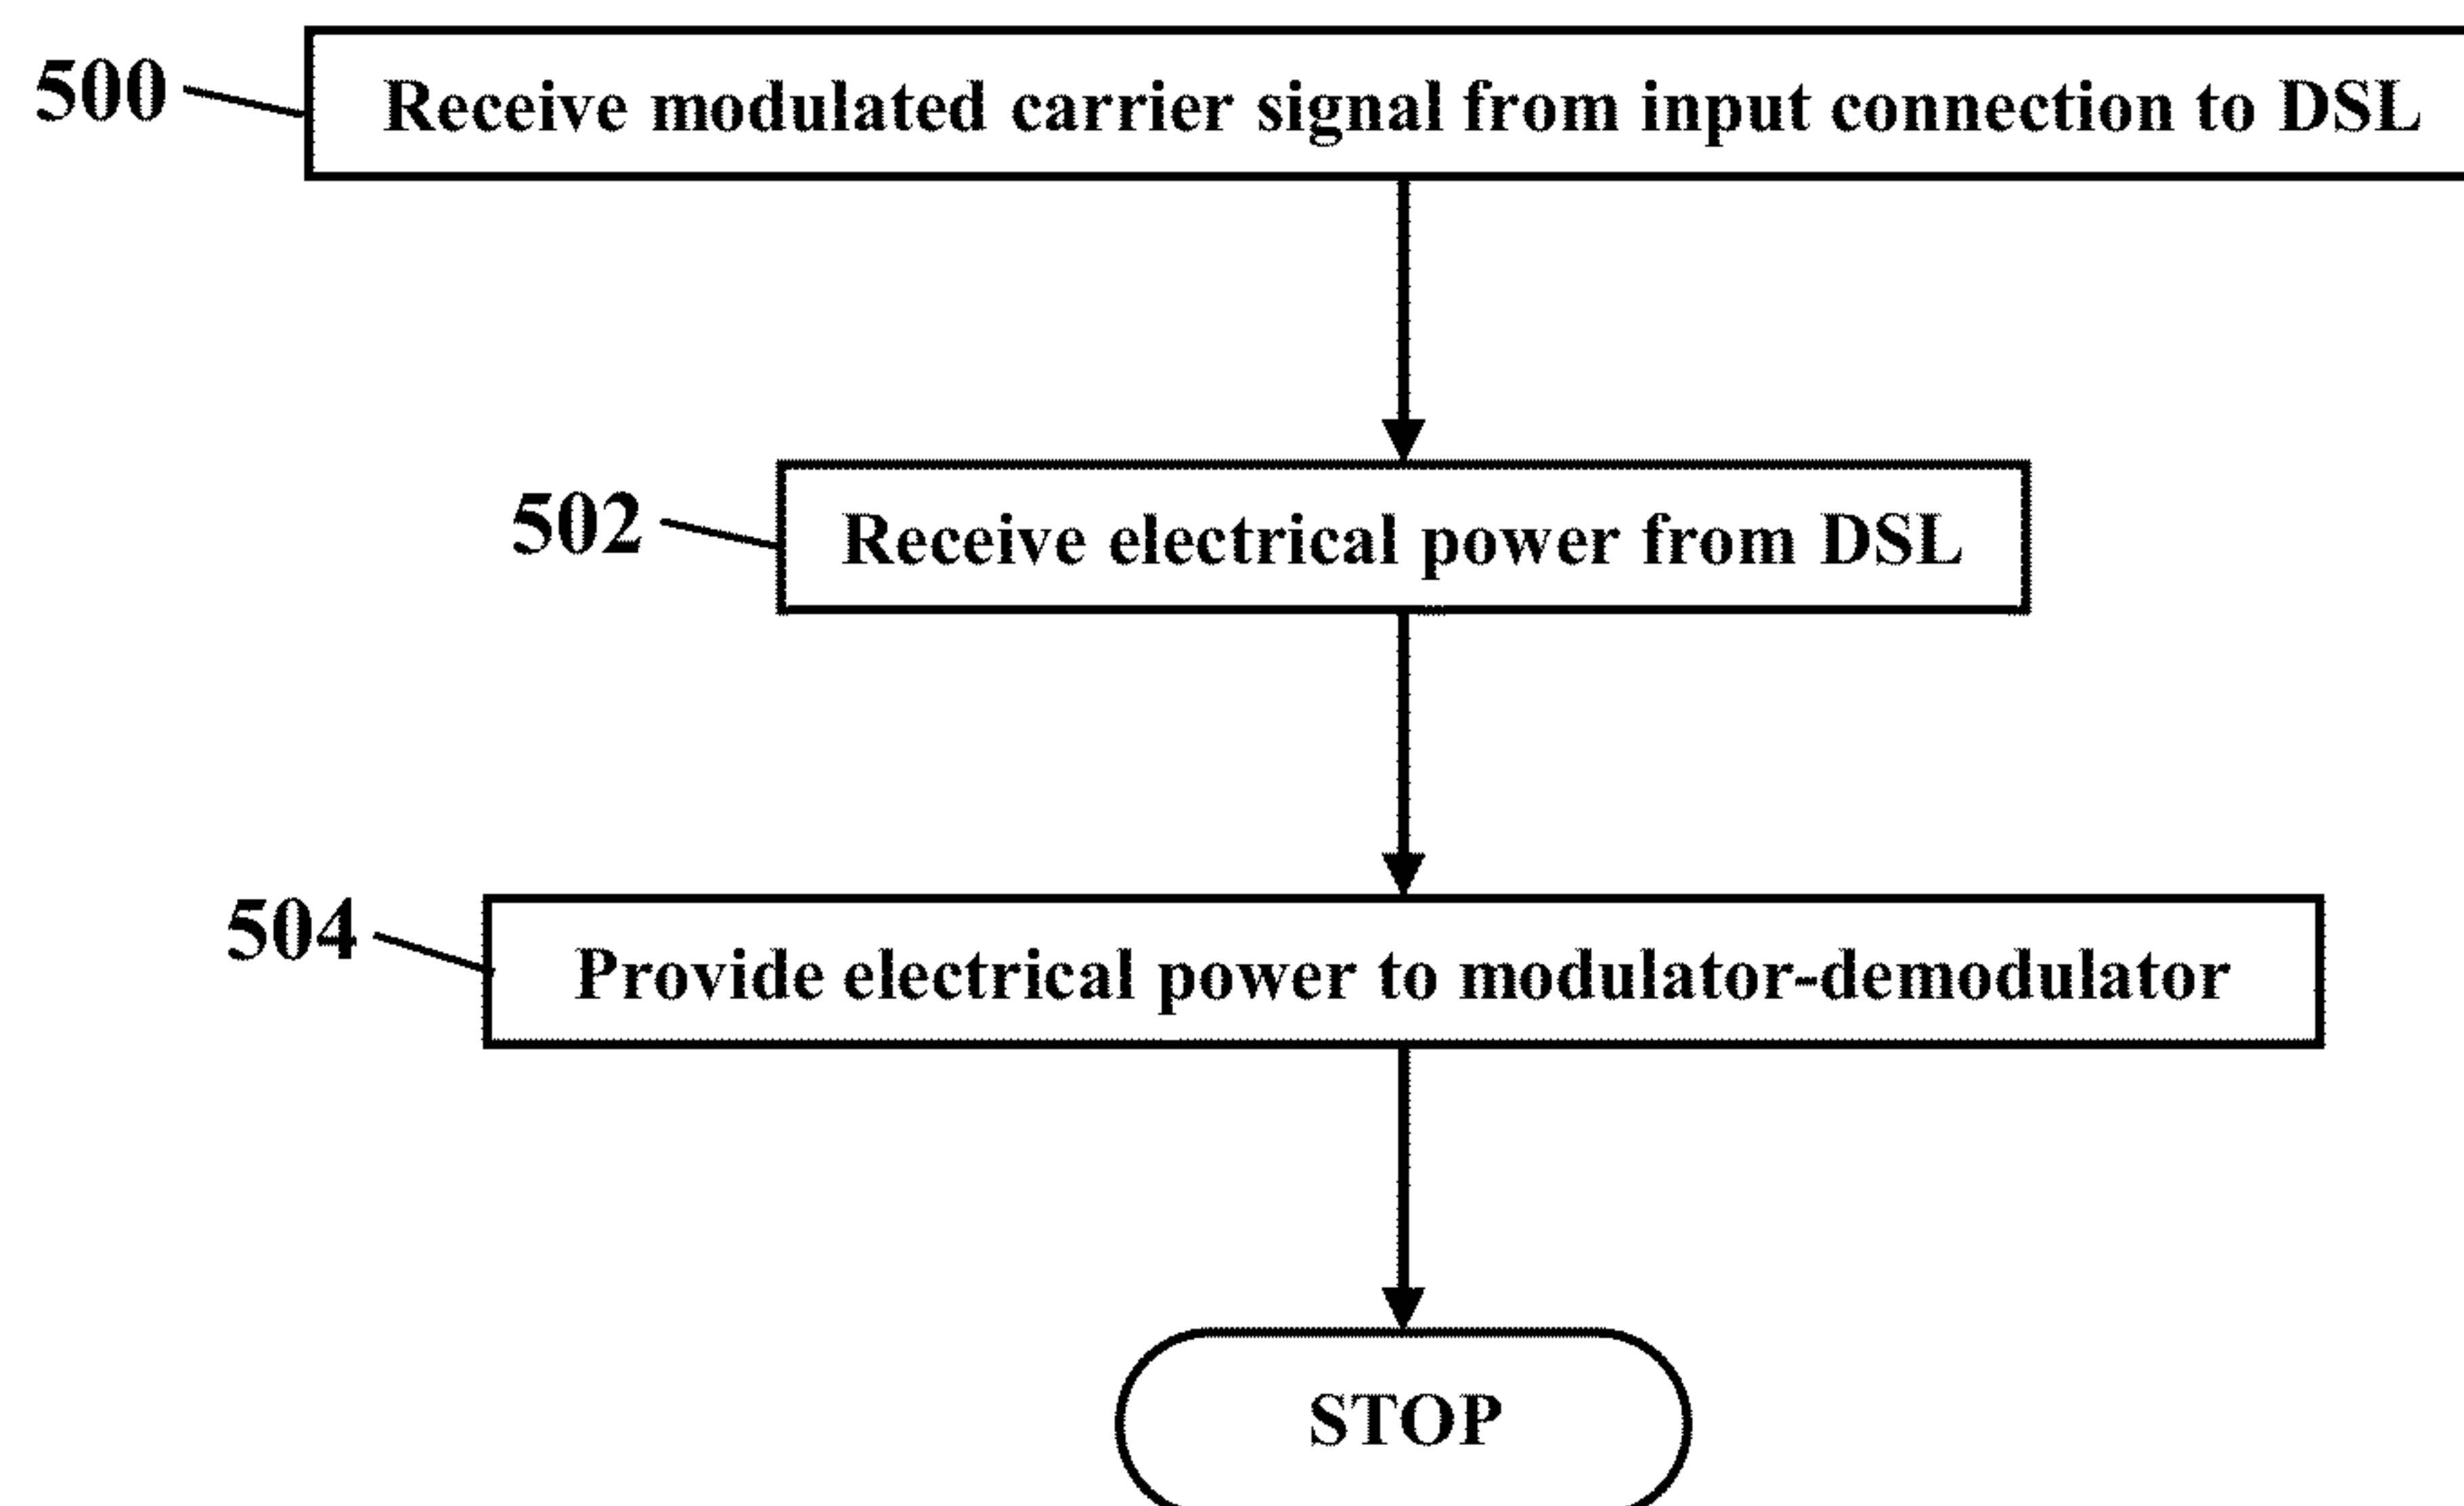 500 Receive modulated carrier signal from input connection to DSL
502 Receive electrical power from DSL
504 Provide electrical power to modulator-demodulator
STOP